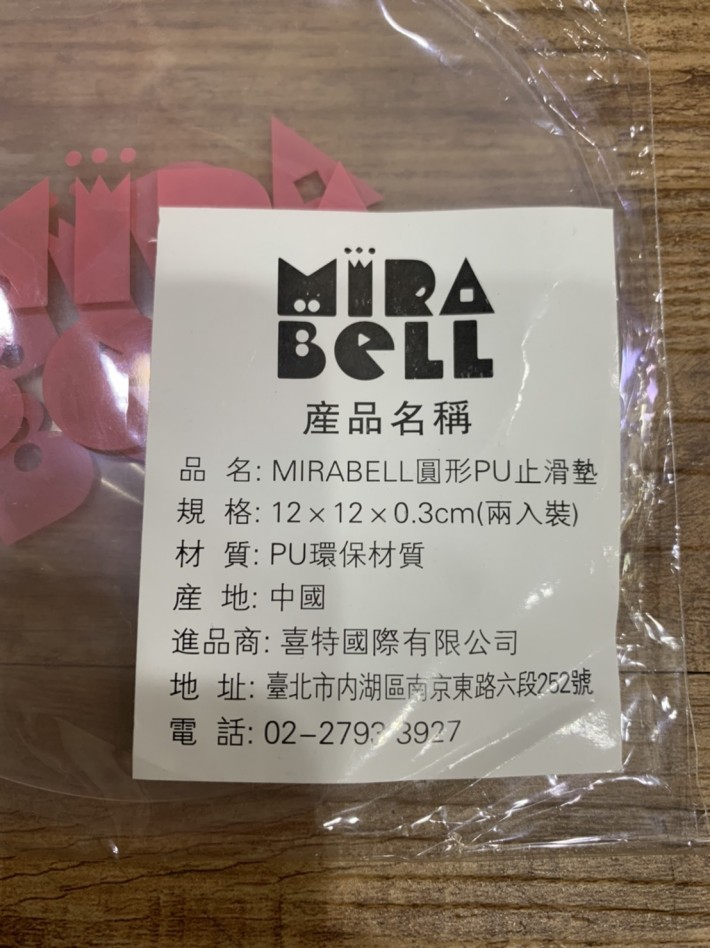 MIRA
BELL
産品名稱
品 名: MIRABELL圓形PU止滑墊
規 格: 12×12×0.3cm(兩入裝)
材 質: PU環保材質
産 地: 中國
進品商: 喜特國際有限公司
地 址: 臺北市内湖區南京東路六段252號
電 話: 02-2793-3927